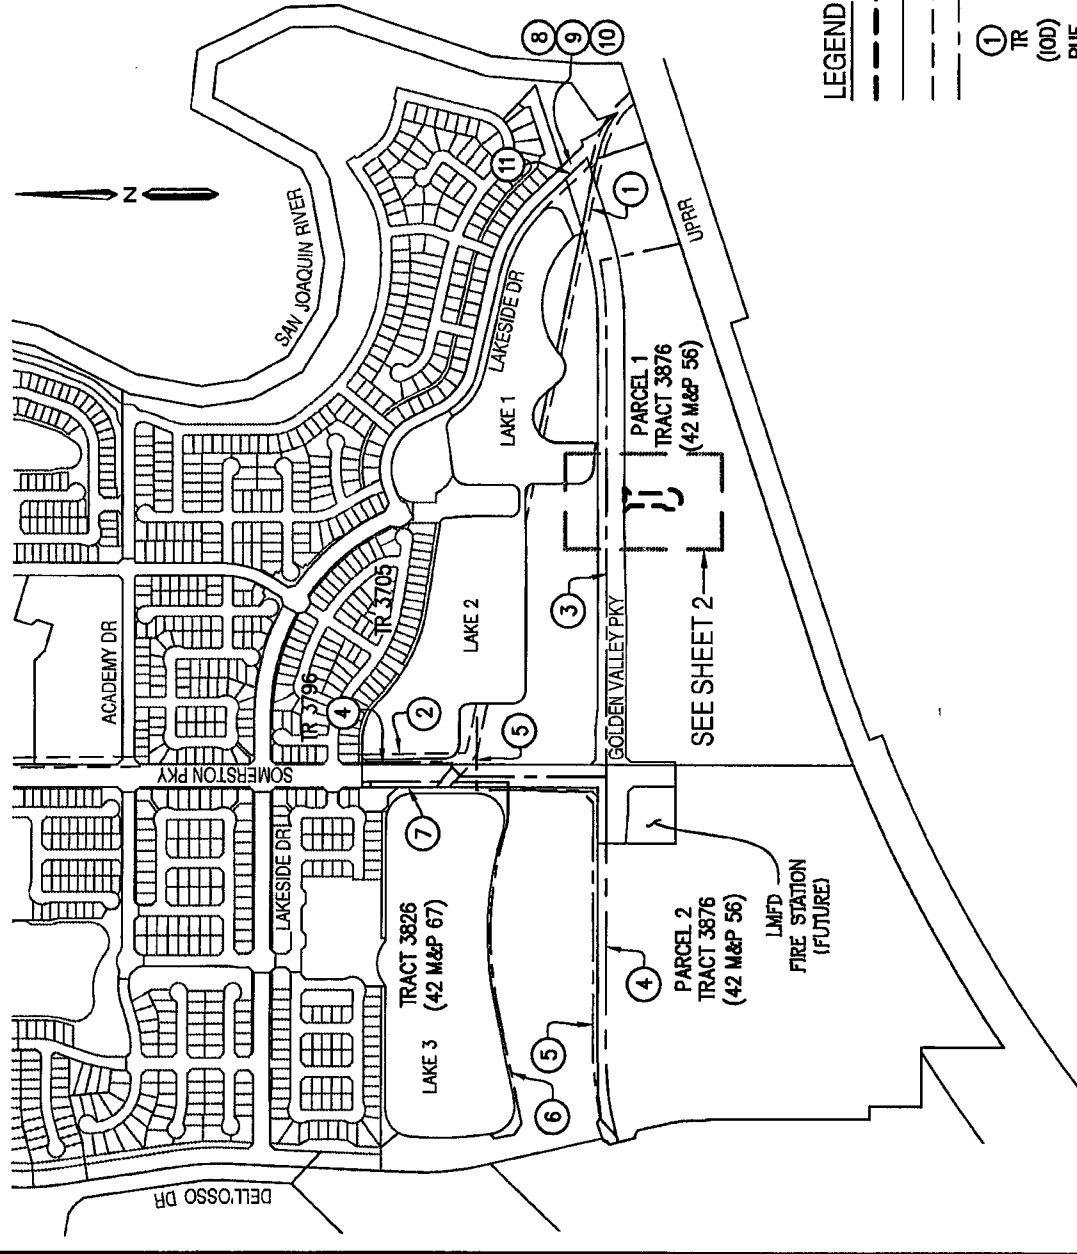 LEGEND
1
TR
(IOD)
PUE
8
9
10
11
1
N
SAN JOAQUIN RIVER
UPRR
LAKESIDE DR
LAKE 1
PARCEL 1
TRACT 3876
(42 M&P 56)
3
SEE SHEET 2
GOLDEN VALLEY PKY
ACADEMY DR
TR 3705
LAKE 2
TR 3796
4
2
5
SOMERSTON PKY
7
LAKESIDE DR
TRACT 3826
(42 M&P 67)
LAKE 3
4
PARCEL 2
TRACT 3876
(42 M&P 56)
LMFD
FIRE STATION
(FUTURE)
5
6
DELL'OSSO DR